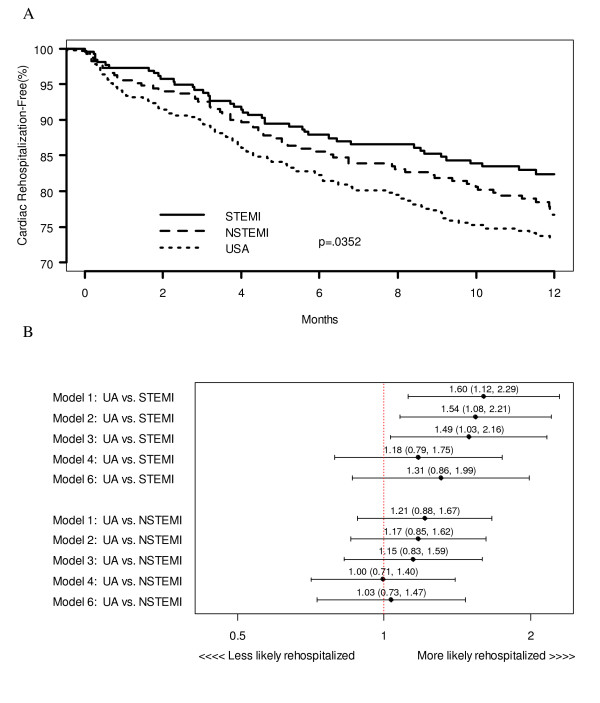 A
Cardiac Rehospitalization-Free(%)
100
95
90
85
80
75
70
STEMI
NSTEMI
USA
p=.0352
0 2 4 6 8 10 12
Months
B
Model 1: UA vs. STEMI 1.60 (1.12, 2.29)
Model 2: UA vs. STEMI 1.54 (1.08, 2.21)
Model 3: UA vs. STEMI 1.49 (1.03, 2.16)
Model 4: UA vs. STEMI 1.18 (0.79, 1.75)
Model 6: UA vs. STEMI 1.31 (0.86, 1.99)
Model 1: UA vs. NSTEMI 1.21 (0.88, 1.67)
Model 2: UA vs. NSTEMI 1.17 (0.85, 1.62)
Model 3: UA vs. NSTEMI 1.15 (0.83, 1.59)
Model 4: UA vs. NSTEMI 1.00 (0.71, 1.40)
Model 6: UA vs. NSTEMI 1.03 (0.73, 1.47)
0.5 1 2
<<<< Less likely rehospitalized More likely rehospitalized >>>>